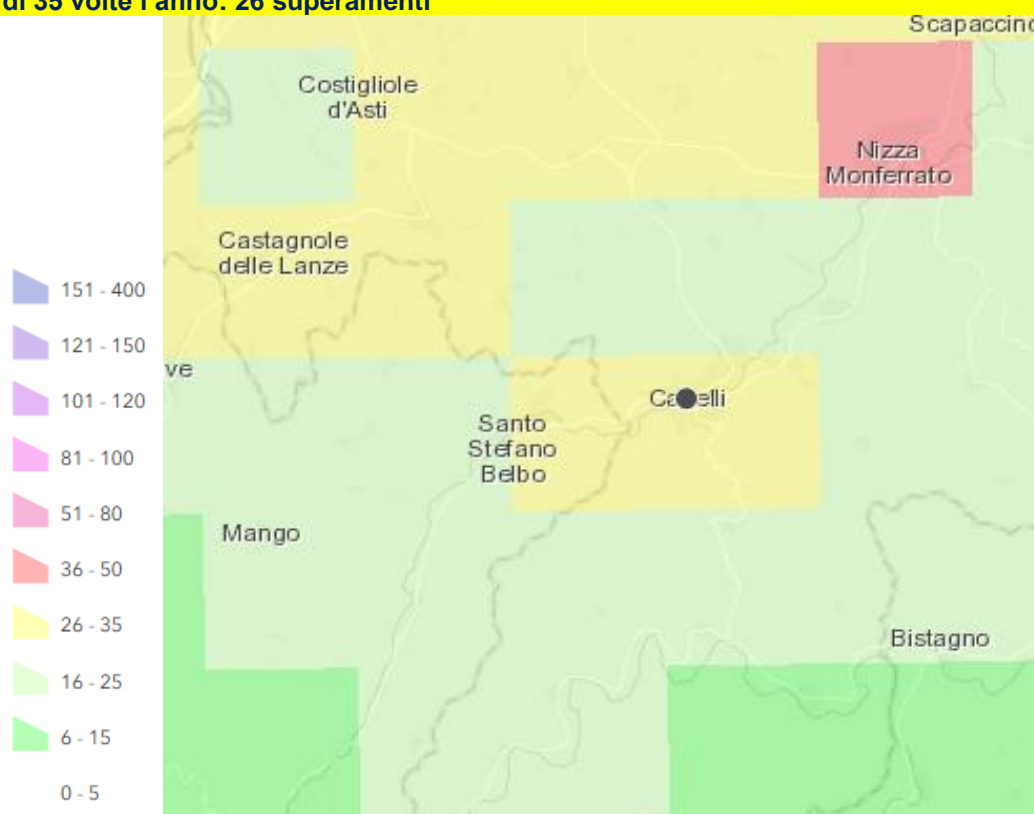 di 35 volte l'anno: 26 superamenti
Scapaccino
Costigliole
d'Asti
Nizza
Monferrato
Castagnole
delle Lanze
151 - 400
121 - 150
ve
101 - 120
Santo
Stefano
Belbo
81 - 100
51 - 80
Mango
36 - 50
26 - 35
Bistagno
16 - 25
6 - 15
0 - 5